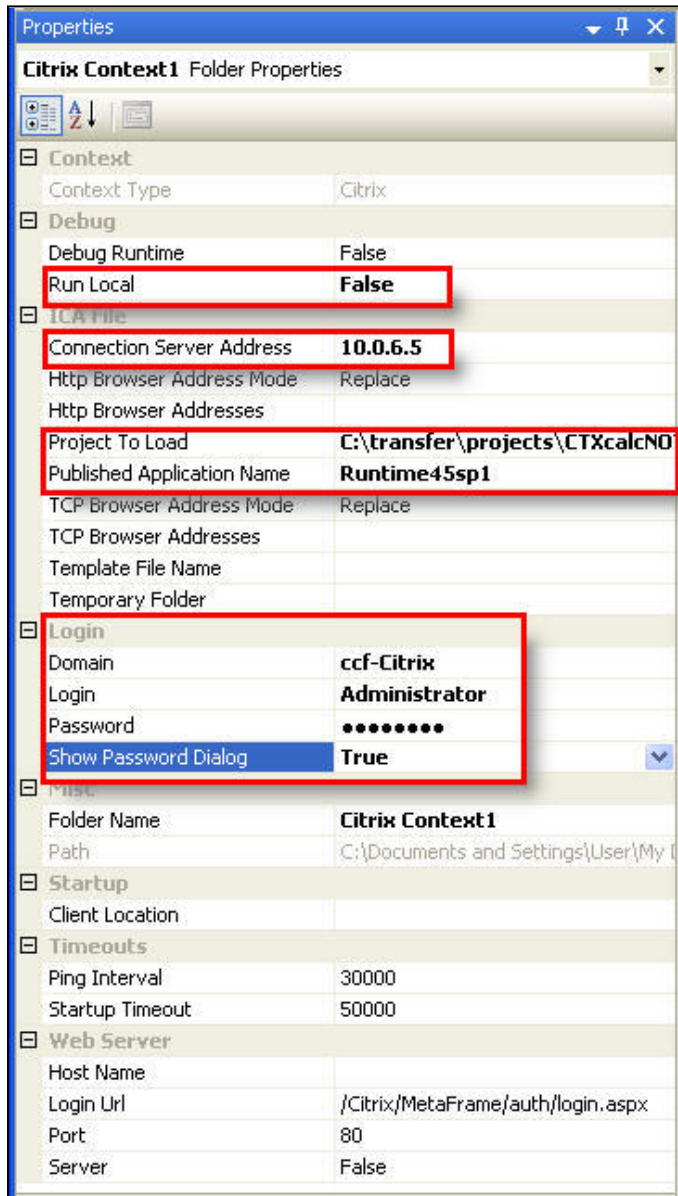 Properties
Citrix Context1 Folder Properties
Context
Context Type Citrix
Debug
Debug Runtime False
Run Local False
ICA File
Connection Server Address 10.0.6.5
Http Browser Address Mode Replace
Http Browser Addresses
Project To Load C:\transfer\projects\CTXcalcNOT
Published Application Name Runtime45sp1
TCP Browser Address Mode Replace
TCP Browser Addresses
Template File Name
Temporary Folder
Login
Domain ccf-Citrix
Login Administrator
Password ●●●●●●●●
Show Password Dialog True
Misc
Folder Name Citrix Context1
Path C:\Documents and Settings\User\My
Startup
Client Location
Timeouts
Ping Interval 30000
Startup Timeout 50000
Web Server
Host Name
Login Url /Citrix/MetaFrame/auth/login.aspx
Port 80
Server False